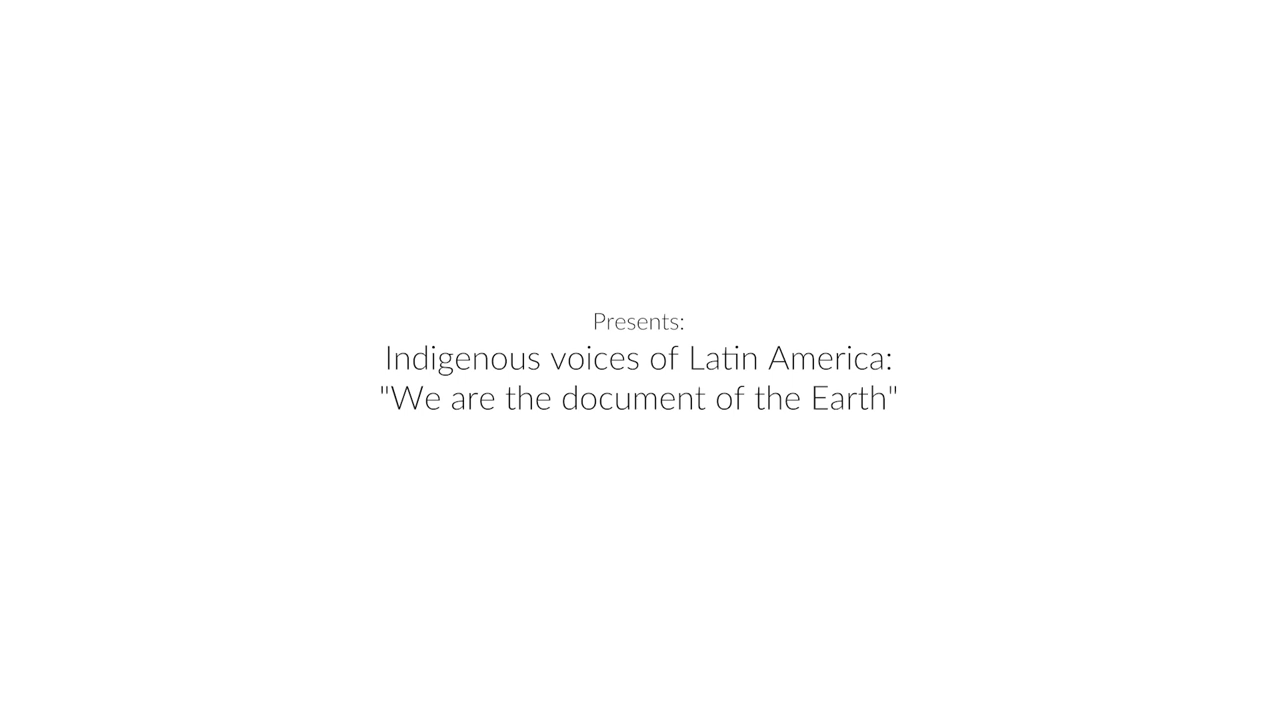 Presents:
Indigenous voices of Latin America:
"We are the document of the Earth"